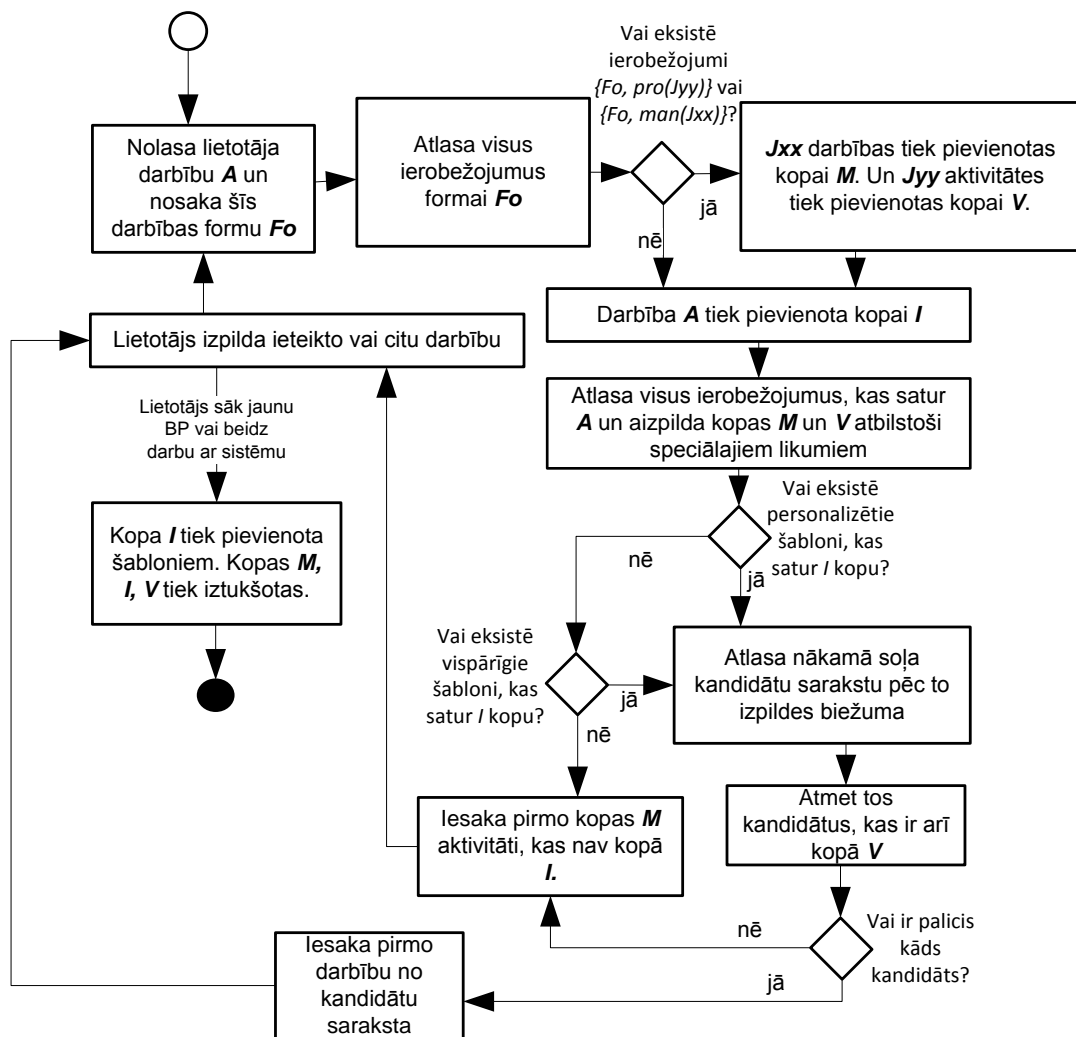 Vai eksistē
ierobežojumi
{Fo, pro(Jyy)} vai
{Fo, man(Jxx)}?
Nolasa lietotāja
darbību A un
nosaka šīs
darbības formu Fo
Atlasa visus
ierobežojumus
formai Fo
jā
nē
Jxx darbības tiek pievienotas
kopai M. Un Jyy aktivitātes
tiek pievienotas kopai V.
Darbība A tiek pievienota kopai I
Lietotājs izpilda ieteikto vai citu darbību
Atlasa visus ierobežojumus, kas satur
A un aizpilda kopas M un V atbilstoši
speciālajiem likumiem
Lietotājs sāk jaunu
BP vai beidz
darbu ar sistēmu
Vai eksistē
personalizētie
šabloni, kas
satur I kopu?
nē
jā
Kopa I tiek pievienota
šabloniem. Kopas M,
I, V tiek iztukšotas.
Vai eksistē
vispārīgie
šabloni, kas
satur I kopu?
jā
nē
Atlasa nākamā soļa
kandidātu sarakstu pēc to
izpildes biežuma
Iesaka pirmo kopas M
aktivitāti, kas nav kopā
I.
Atmet tos
kandidātus, kas ir arī
kopā V
Vai ir palicis
kāds
kandidāts?
nē
jā
Iesaka pirmo
darbību no
kandidātu
saraksta